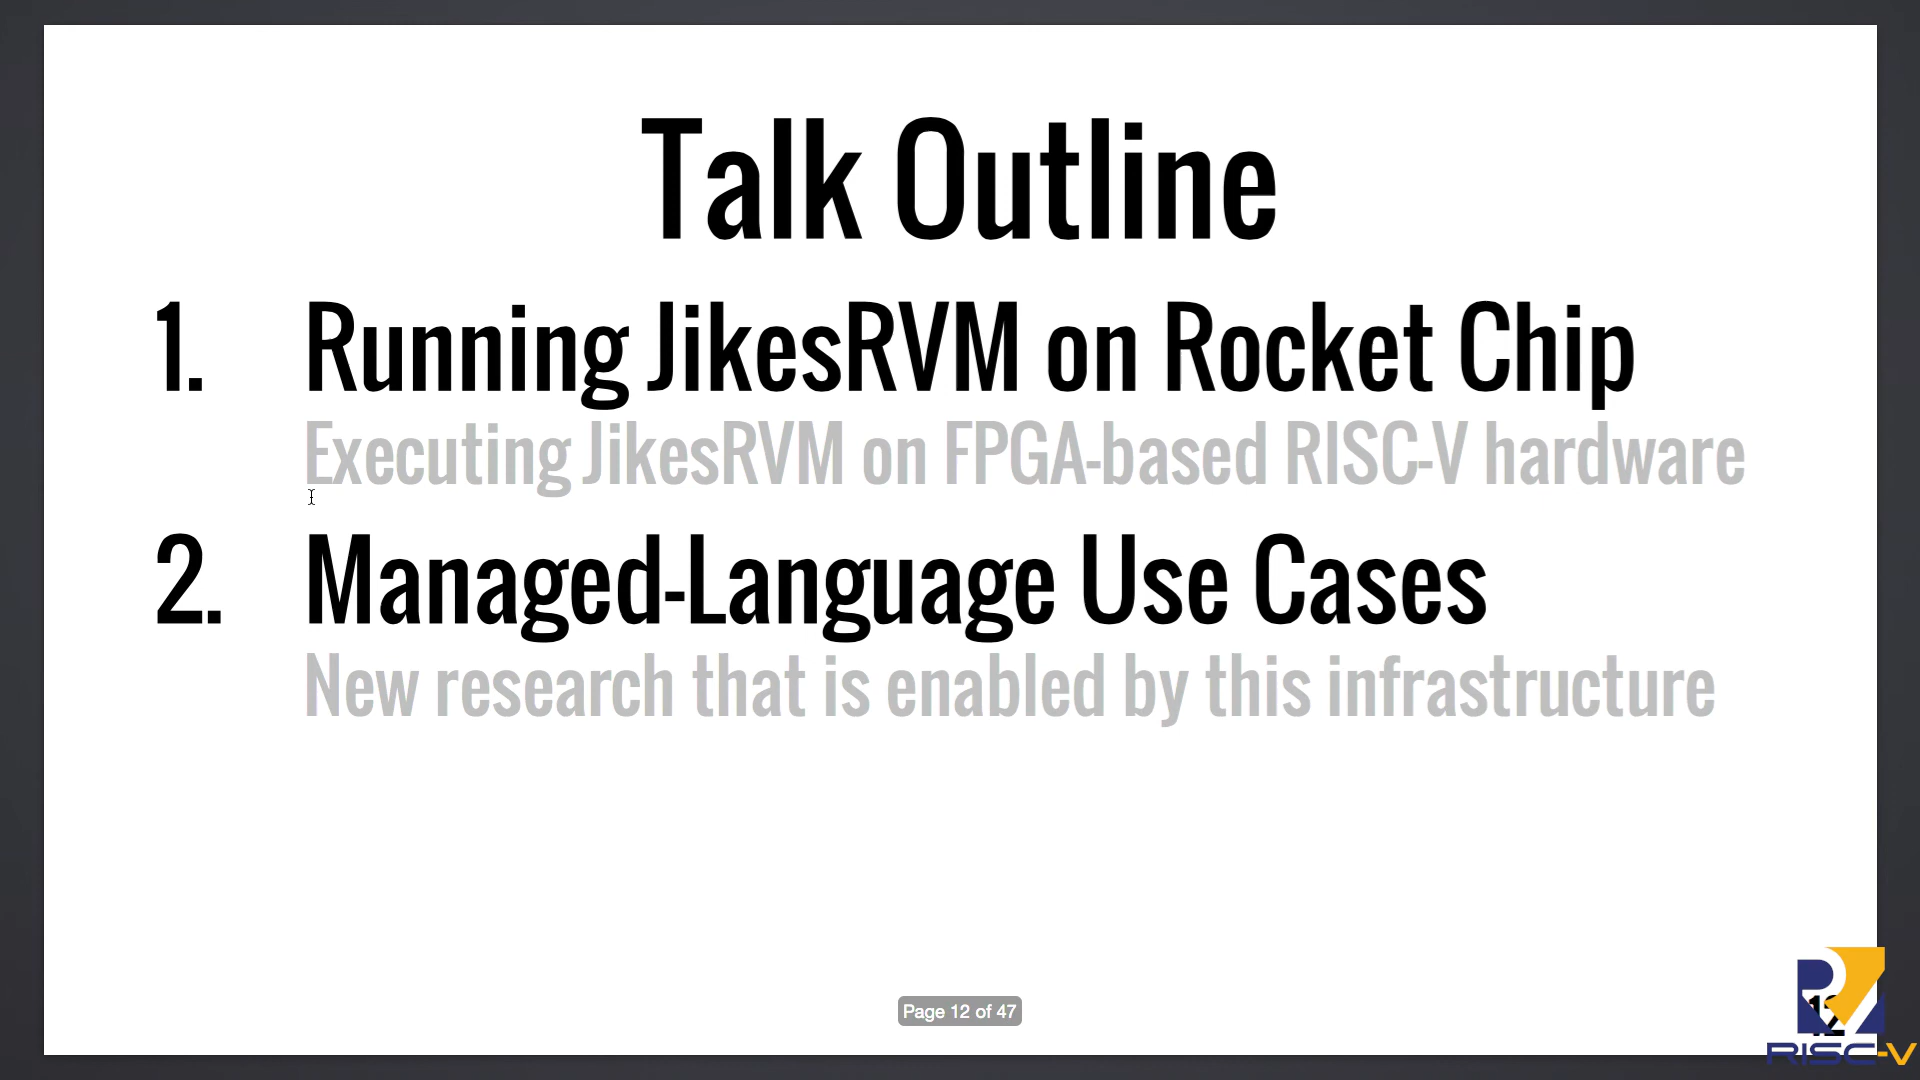 Talk Outline
1. Running JikesRVM on Rocket Chip
Executing JikesRVM on FPGA-based RISC-V hardware
2. Managed-Language Use Cases
New research that is enabled by this infrastructure
Page 12 of 47
12
RISC-V